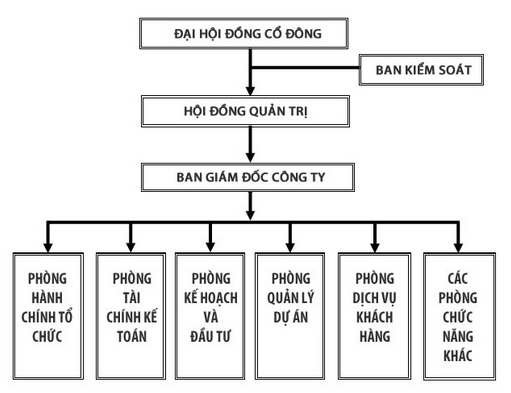 ĐẠI HỘI ĐỒNG CỔ ĐÔNG
BAN KIỂM SOÁT
HỘI ĐỒNG QUẢN TRỊ
BAN GIÁM ĐỐC CÔNG TY
PHÒNG
HÀNH
CHÍNH TỔ
CHỨC
PHÒNG
TÀI
CHÍNH KẾ
TOÁN
PHÒNG
KẾ HOẠCH
VÀ
ĐẦU TƯ
PHÒNG
QUẢN LÝ
DỰ ÁN
PHÒNG
DỊCH VỤ
KHÁCH
HÀNG
CÁC
PHÒNG
CHỨC
NĂNG
KHÁC